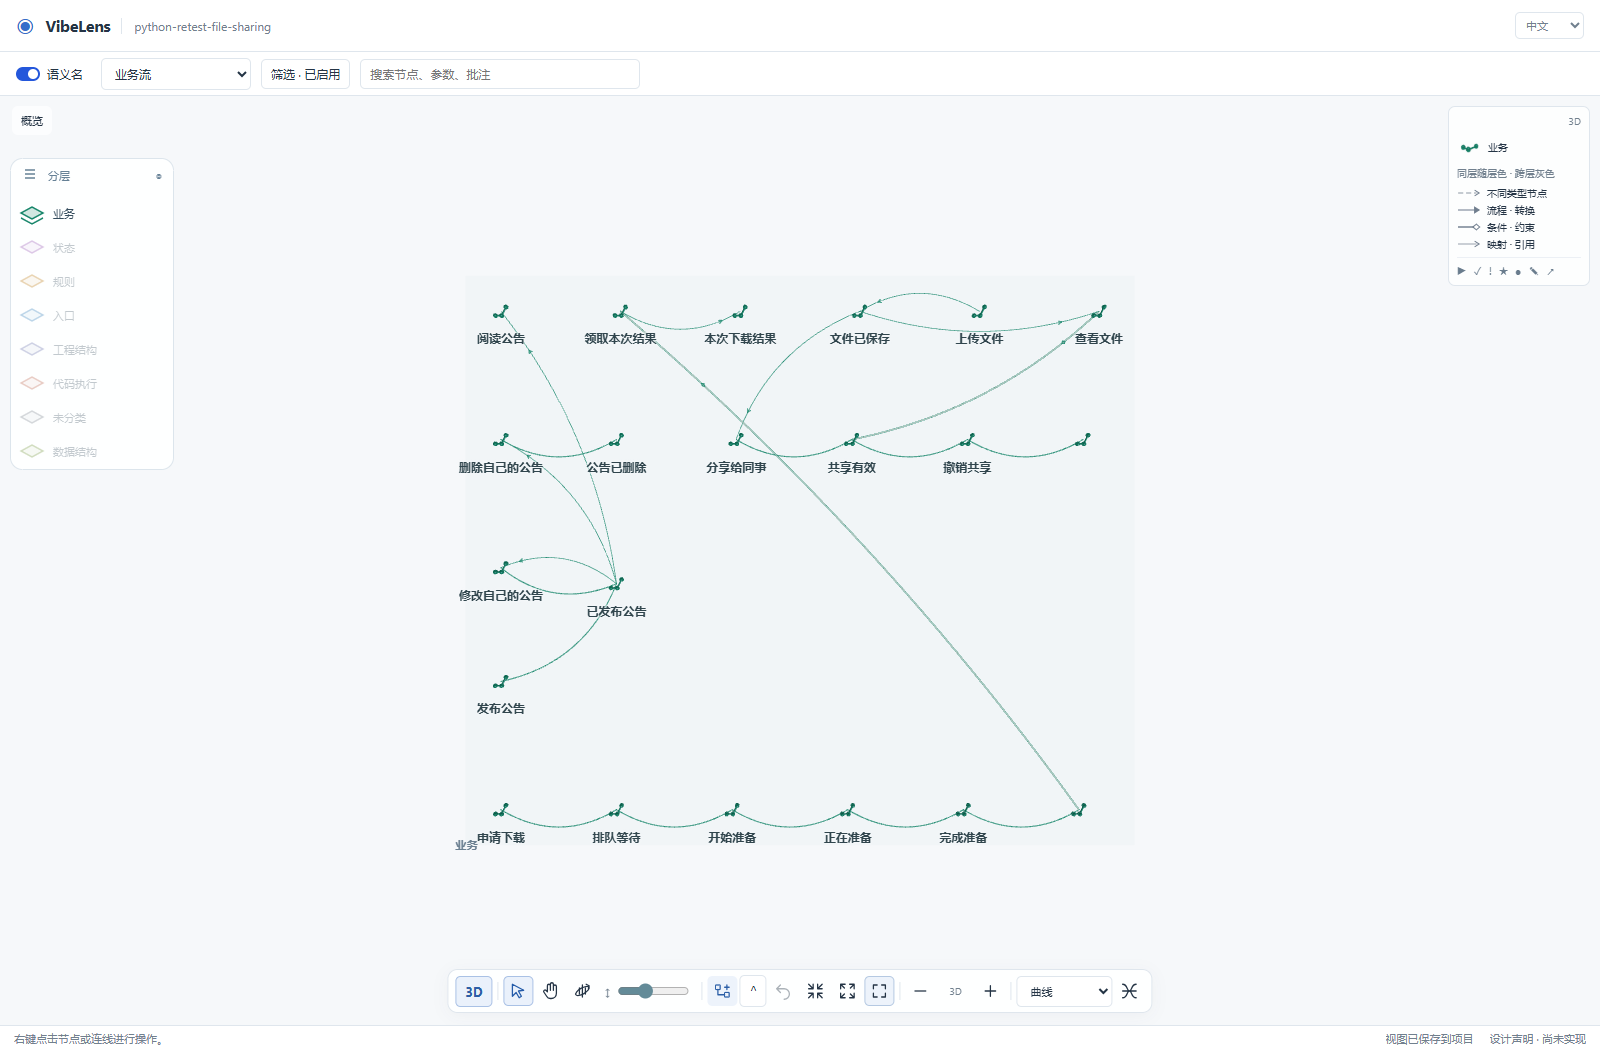 VibeLens
python-retest-file-sharing
中文
语义名
业务流
筛选 · 已启用
搜索节点、参数、批注
概览
分层
业务
状态
规则
入口
工程结构
代码执行
未分类
数据结构
3D
业务
同层随层色 · 跨层灰色
不同类型节点
流程 · 转换
条件 · 约束
映射 · 引用
阅读公告
领取本次结果
本次下载结果
文件已保存
上传文件
查看文件
删除自己的公告
公告已删除
分享给同事
共享有效
撤销共享
修改自己的公告
已发布公告
发布公告
申请下载
排队等待
开始准备
正在准备
完成准备
业务
3D
3D
曲线
右键点击节点或连线进行操作。
视图已保存到项目
设计声明 · 尚未实现